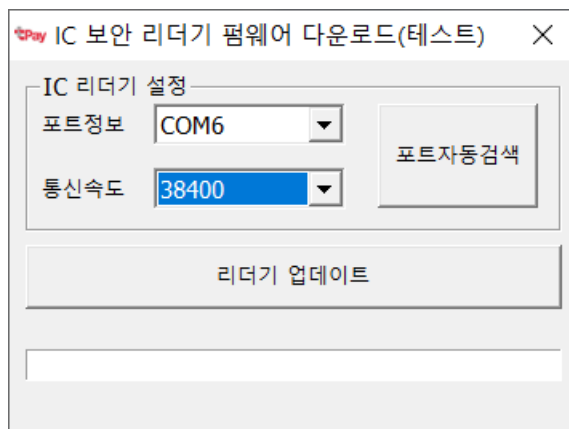 tPay IC 보안 리더기 펌웨어 다운로드(테스트)
IC 리더기 설정
포트정보 COM6
포트자동검색
통신속도 38400
리더기 업데이트